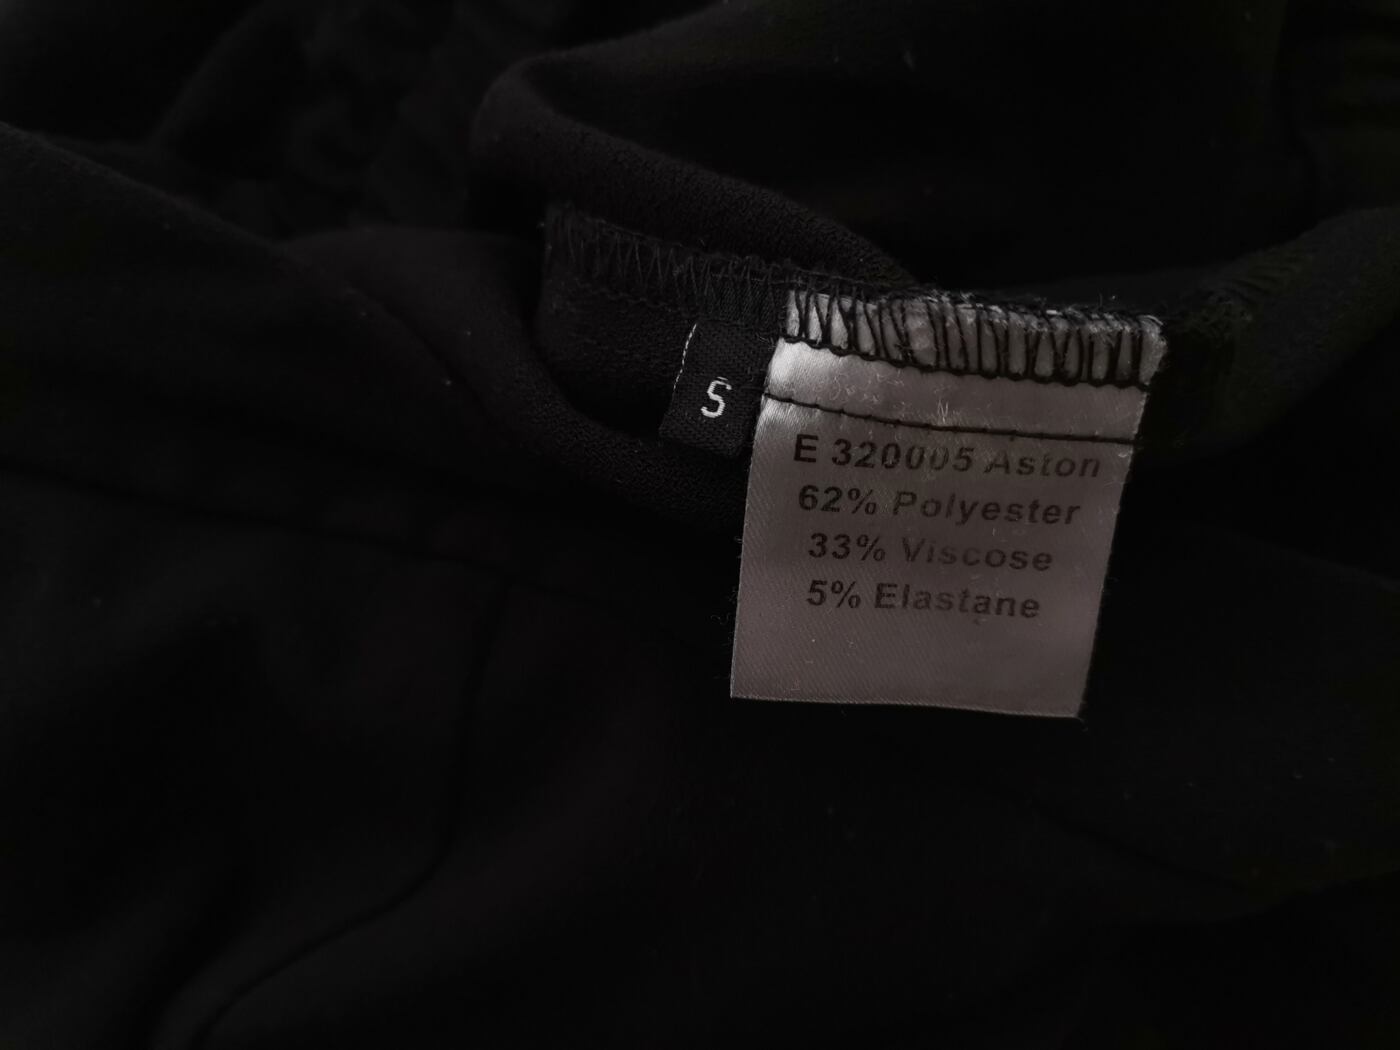 S
E 320005 Aston
62% Polyester
33% Viscose
5% Elastane